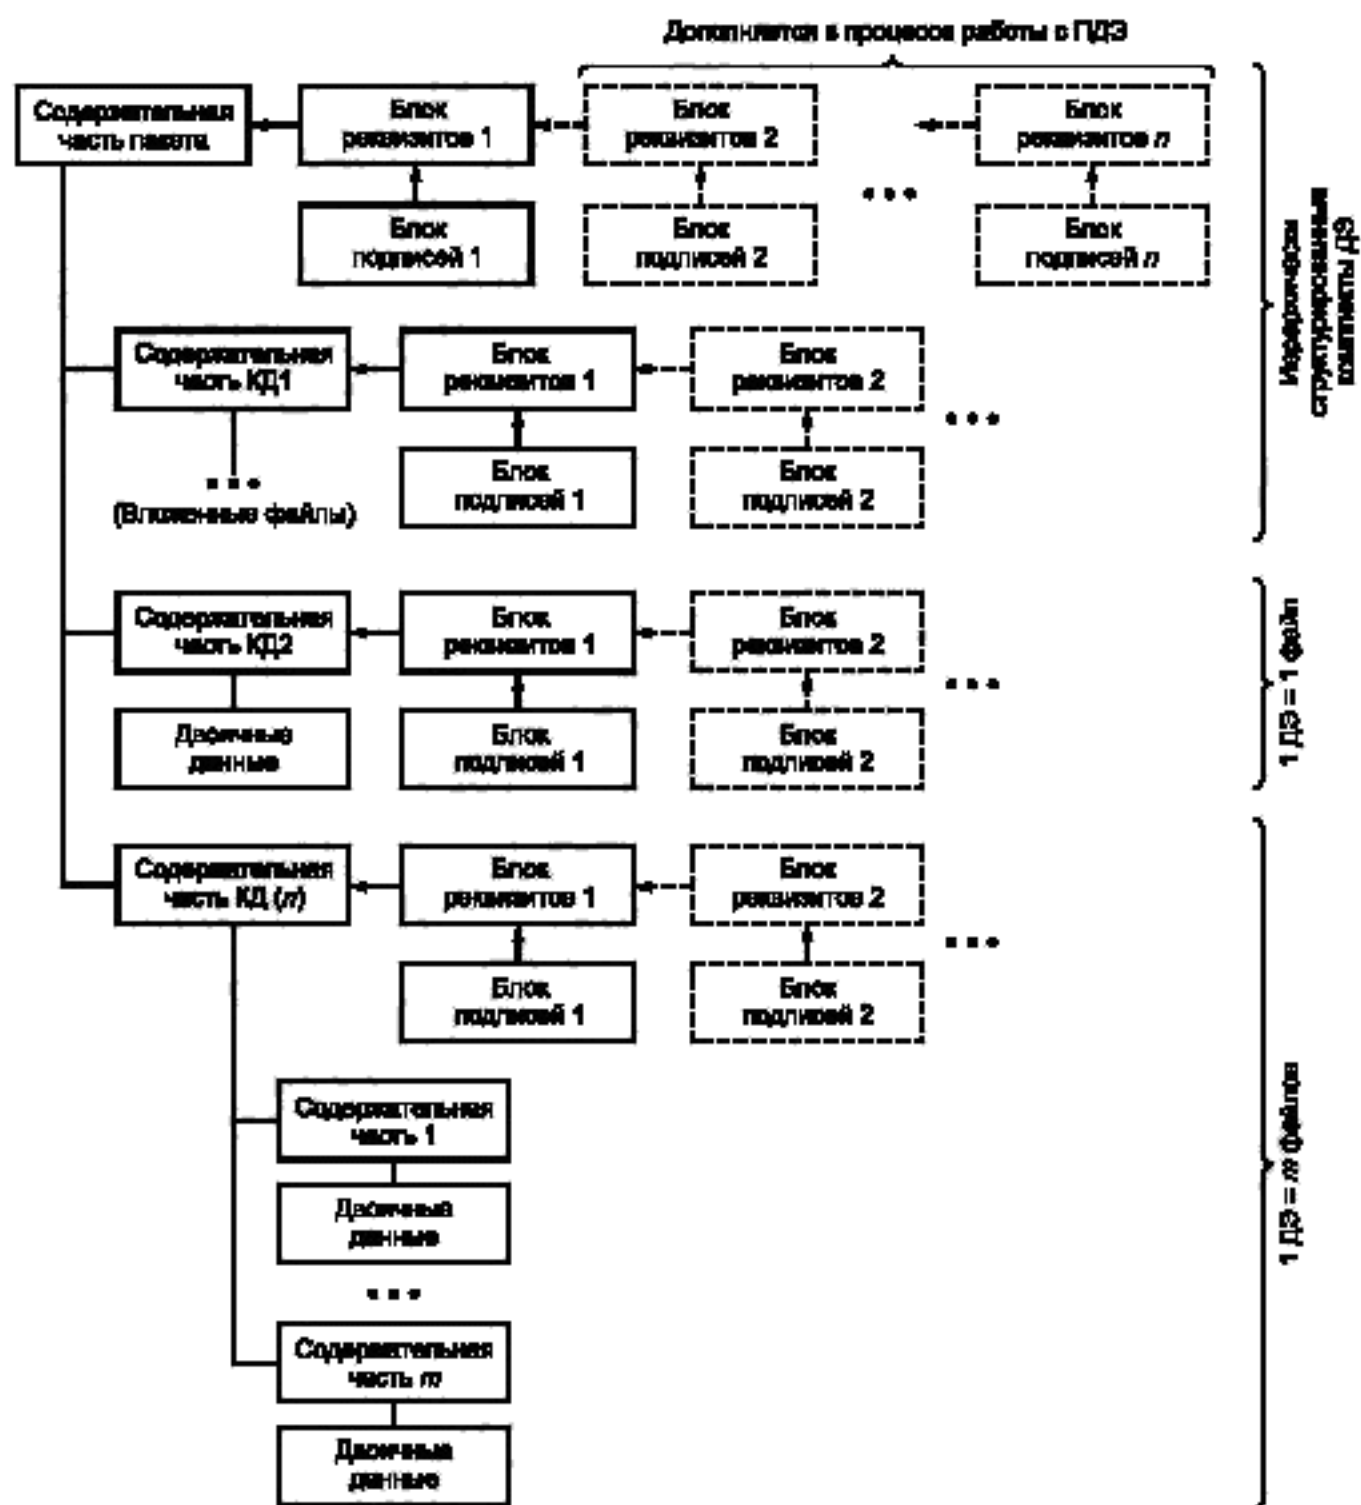 Дополняется в процессе работы с ПДЭ
Содержательная
часть пакета
Блок
реквизитов 1
Блок
реквизитов 2
Блок
реквизитов n
Блок
подписей 1
Блок
подписей 2
Блок
подписей n
Иерархически
структурированные
комплекты ДЭ
Содержательная
часть КД1
Блок
реквизитов 1
Блок
реквизитов 2
(Вложенные файлы)
Блок
подписей 1
Блок
подписей 2
Содержательная
часть КД2
Блок
реквизитов 1
Блок
реквизитов 2
Двоичные
данные
Блок
подписей 1
Блок
подписей 2
1 ДЭ = 1 файл
Содержательная
часть КД (n)
Блок
реквизитов 1
Блок
реквизитов 2
Блок
подписей 1
Блок
подписей 2
Содержательная
часть 1
Двоичные
данные
Содержательная
часть m
Двоичные
данные
1 ДЭ = m файлов